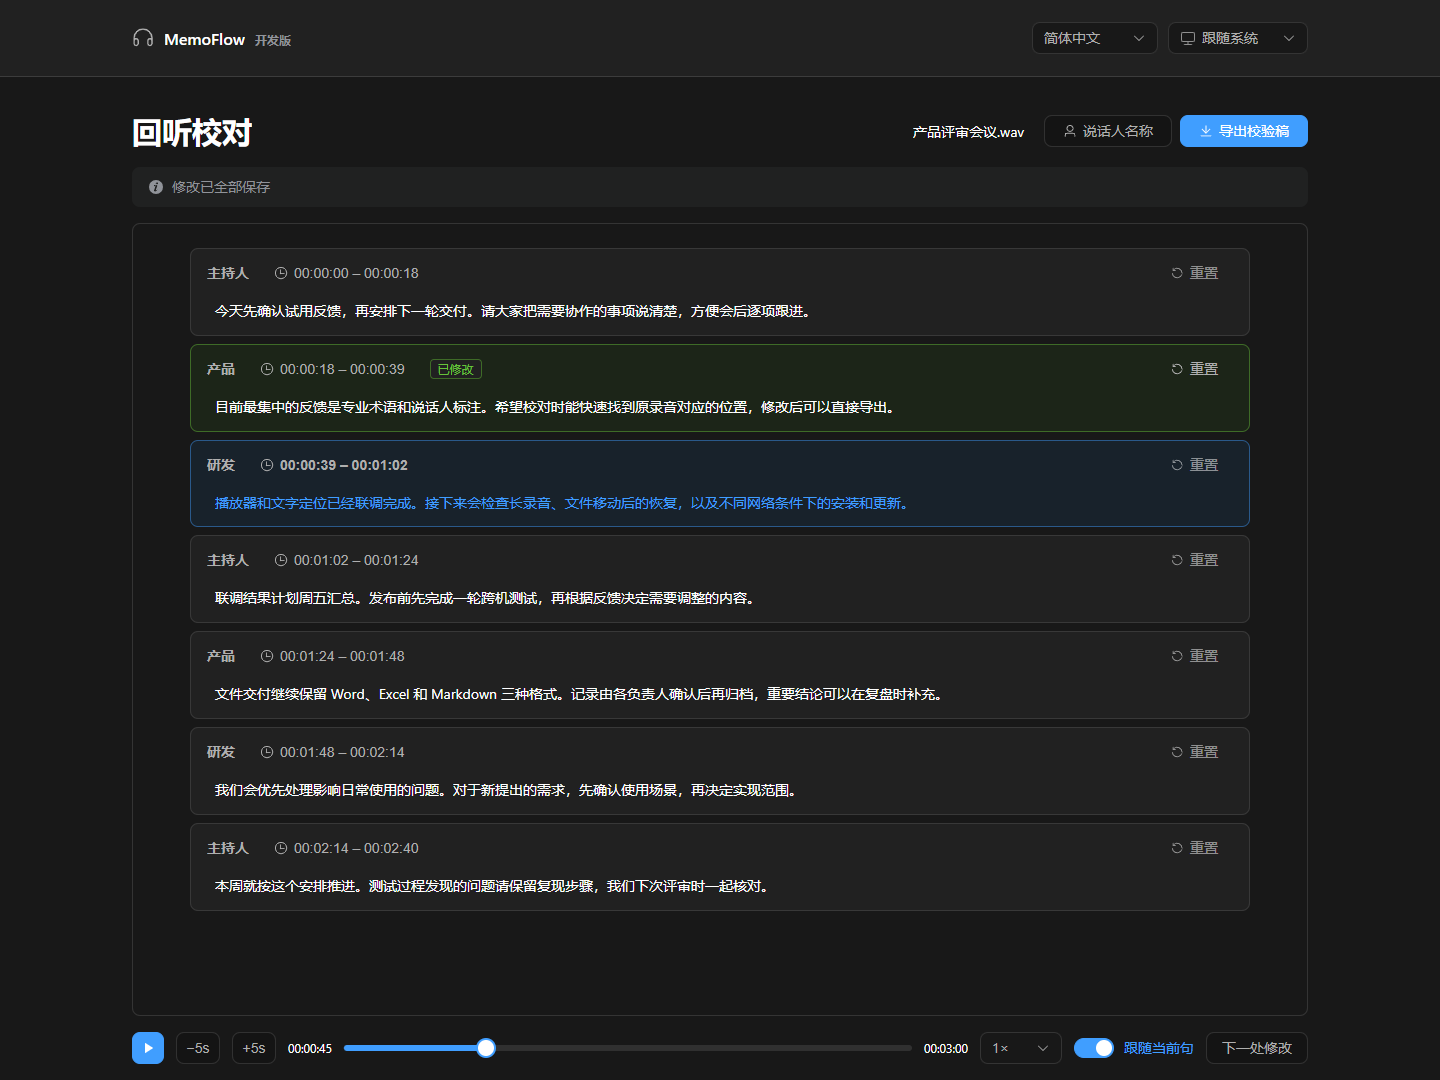 MemoFlow 开发版
简体中文
跟随系统
回听校对
产品评审会议.wav
说话人名称
导出校验稿
修改已全部保存
主持人 00:00:00 – 00:00:18 重置
今天先确认试用反馈，再安排下一轮交付。请大家把需要协作的事项说清楚，方便会后逐项跟进。
产品 00:00:18 – 00:00:39 已修改 重置
目前最集中的反馈是专业术语和说话人标注。希望校对时能快速找到原录音对应的位置，修改后可以直接导出。
研发 00:00:39 – 00:01:02 重置
播放器和文字定位已经联调完成。接下来会检查长录音、文件移动后的恢复，以及不同网络条件下的安装和更新。
主持人 00:01:02 – 00:01:24 重置
联调结果计划周五汇总。发布前先完成一轮跨机测试，再根据反馈决定需要调整的内容。
产品 00:01:24 – 00:01:48 重置
文件交付继续保留 Word、Excel 和 Markdown 三种格式。记录由各负责人确认后再归档，重要结论可以在复盘时补充。
研发 00:01:48 – 00:02:14 重置
我们会优先处理影响日常使用的问题。对于新提出的需求，先确认使用场景，再决定实现范围。
主持人 00:02:14 – 00:02:40 重置
本周就按这个安排推进。测试过程发现的问题请保留复现步骤，我们下次评审时一起核对。
−5s +5s 00:00:45 00:03:00 1× 跟随当前句 下一处修改